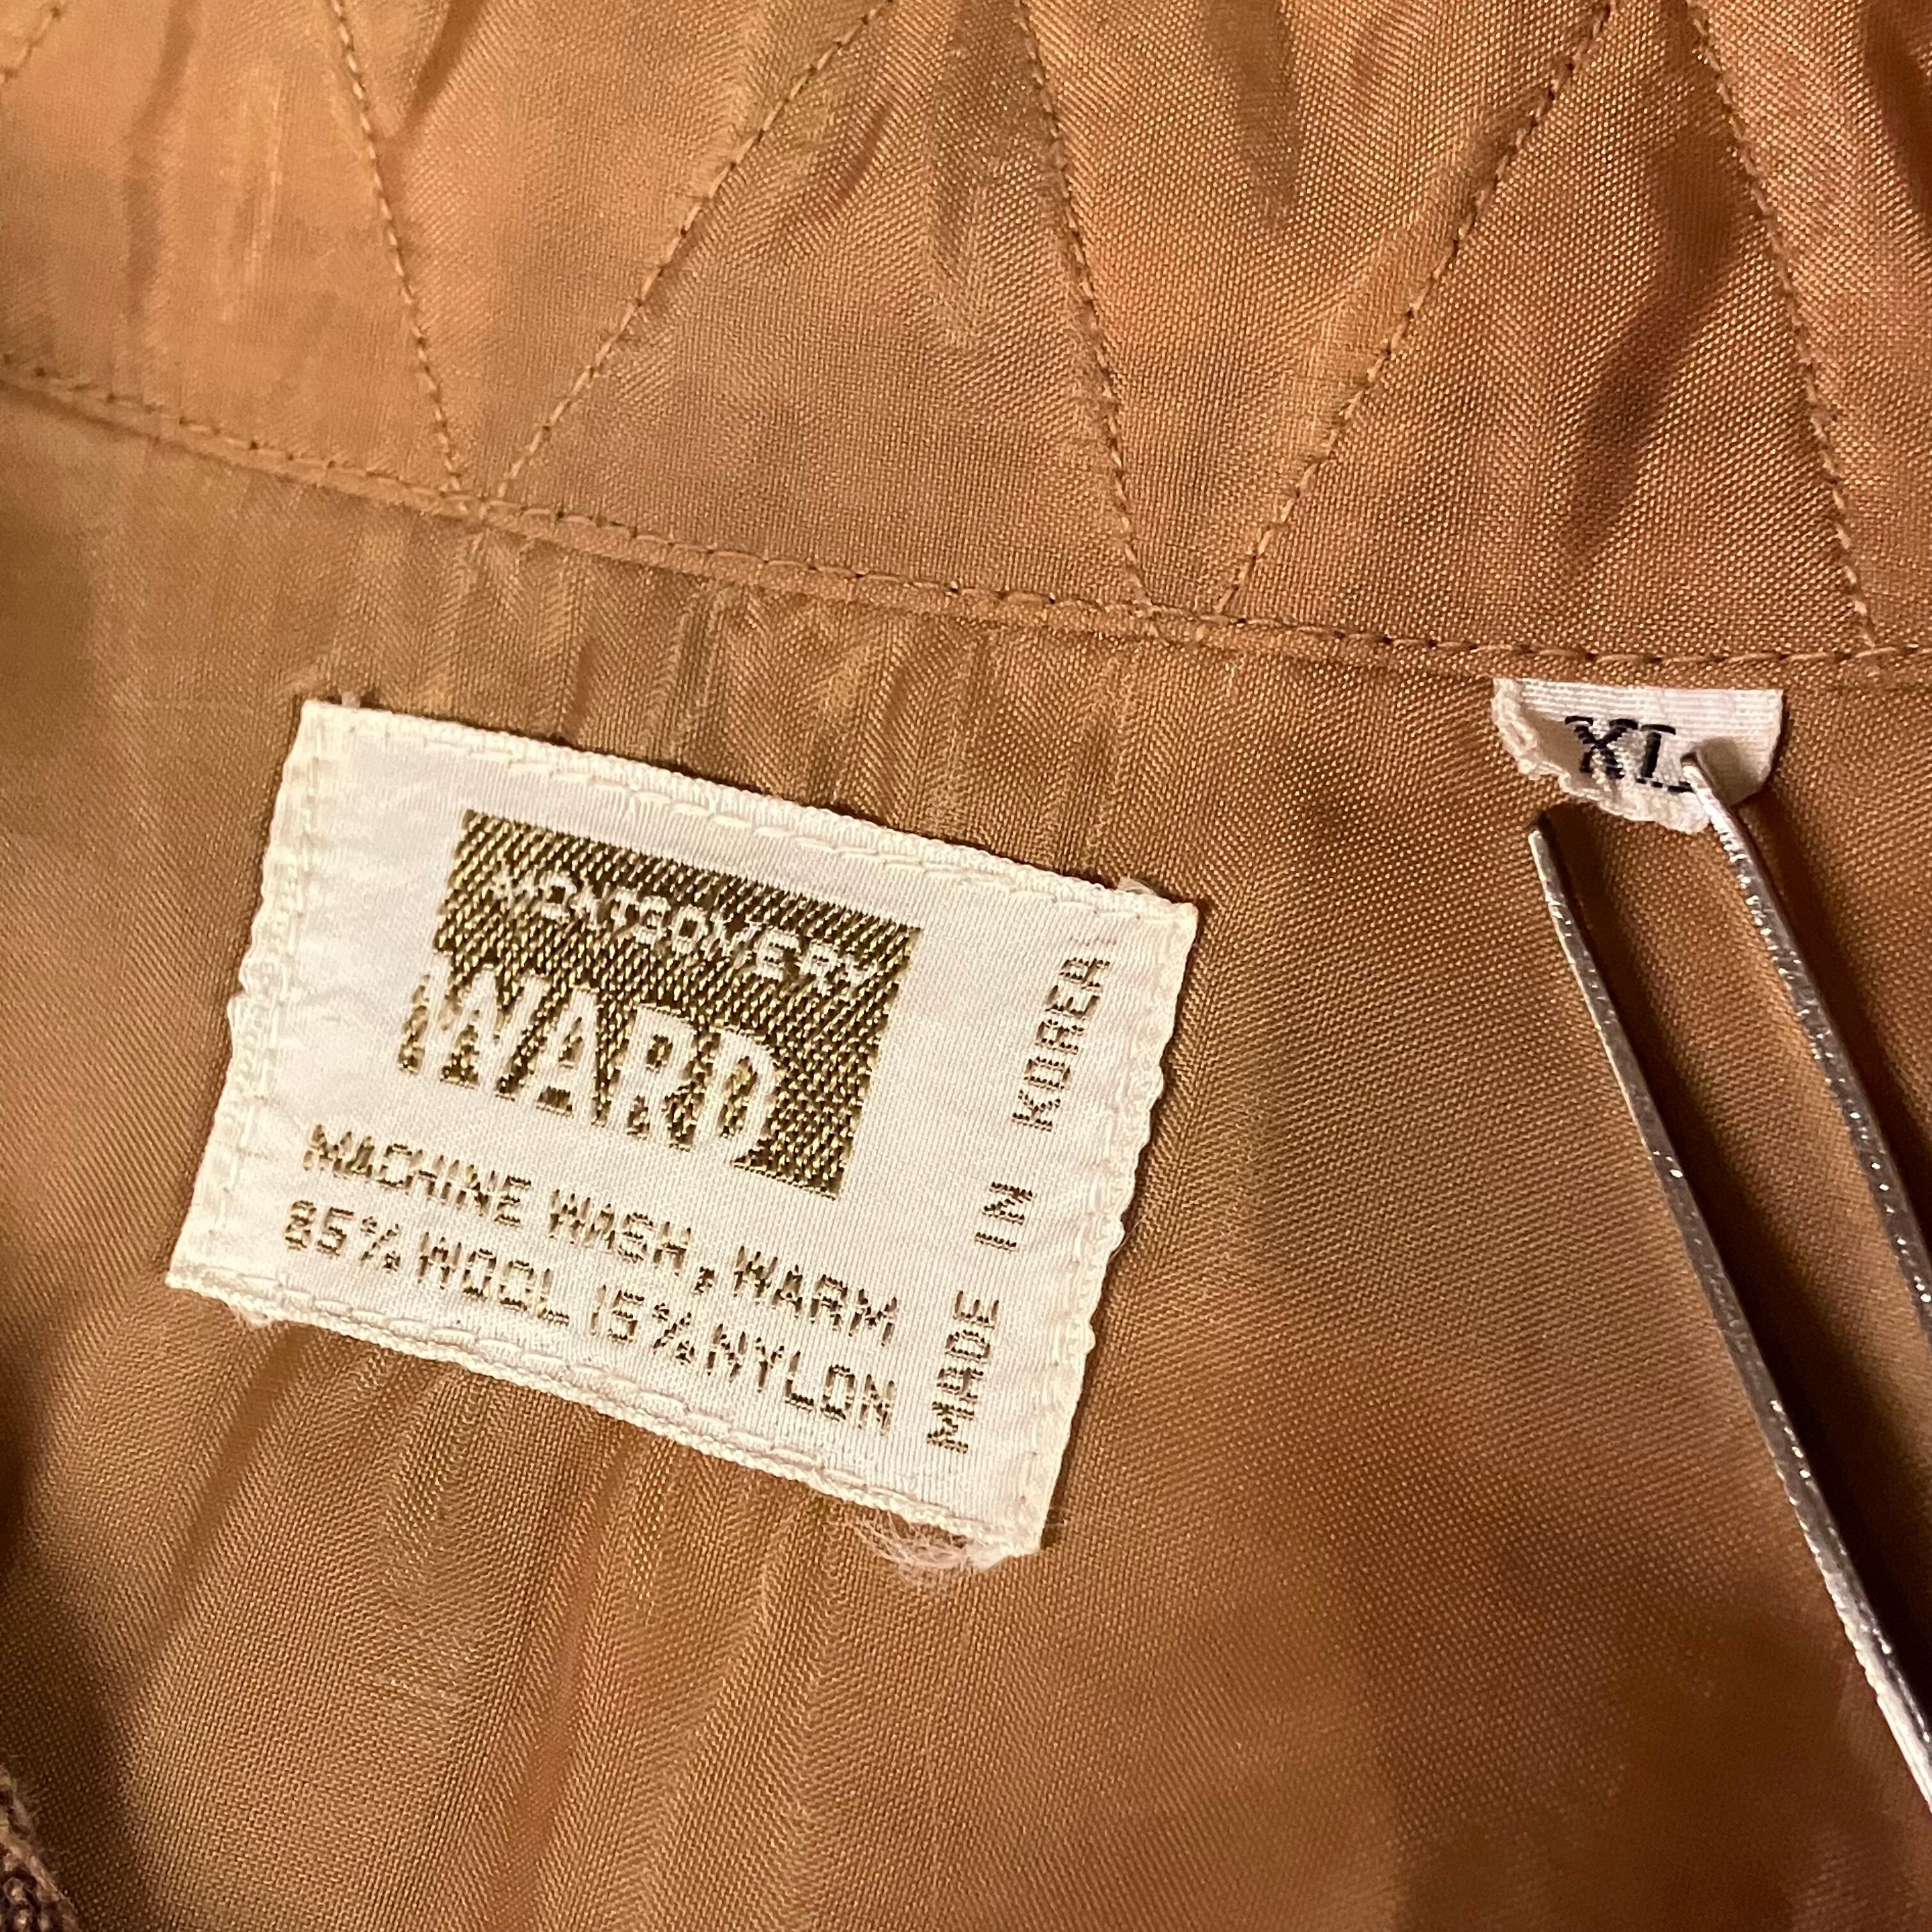 XL
MONTGOMERY
WARD
MACHINE WASH, WARM
85% WOOL 15% NYLON
MADE IN KOREA